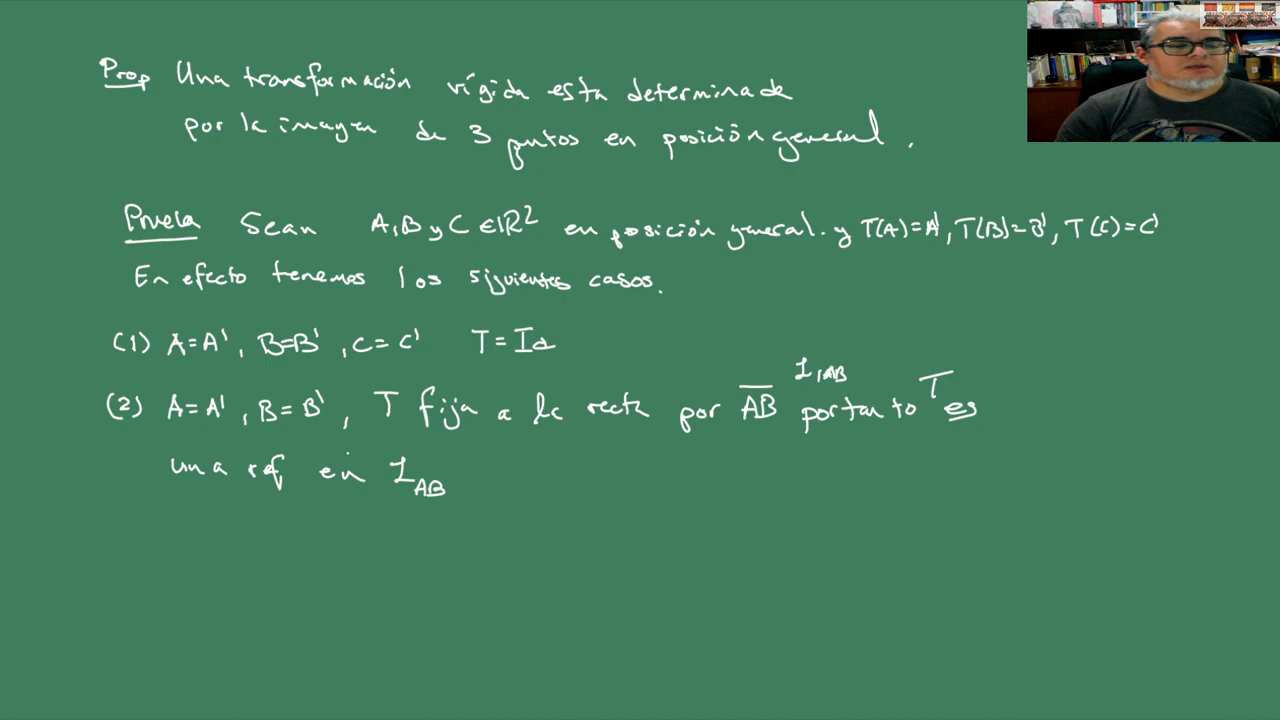 Prop Una transformación rígida esta determinada
por la imagen de 3 puntos en posición general.
Prueba Sean A, B y C ∈ ℝ² en posición general. y T(A)=A', T(B)=B', T(C)=C'
En efecto tenemos los siguientes casos.
(1) A=A', B=B', C=C' T=Id
(2) A=A', B=B', T fija a la recta por AB L,AB por tanto T es
una ref en L_AB